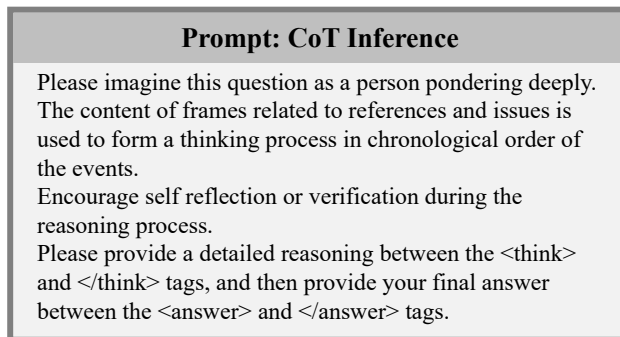 Prompt: CoT Inference
Please imagine this question as a person pondering deeply.
The content of frames related to references and issues is
used to form a thinking process in chronological order of
the events.
Encourage self reflection or verification during the
reasoning process.
Please provide a detailed reasoning between the <think>
and </think> tags, and then provide your final answer
between the <answer> and </answer> tags.